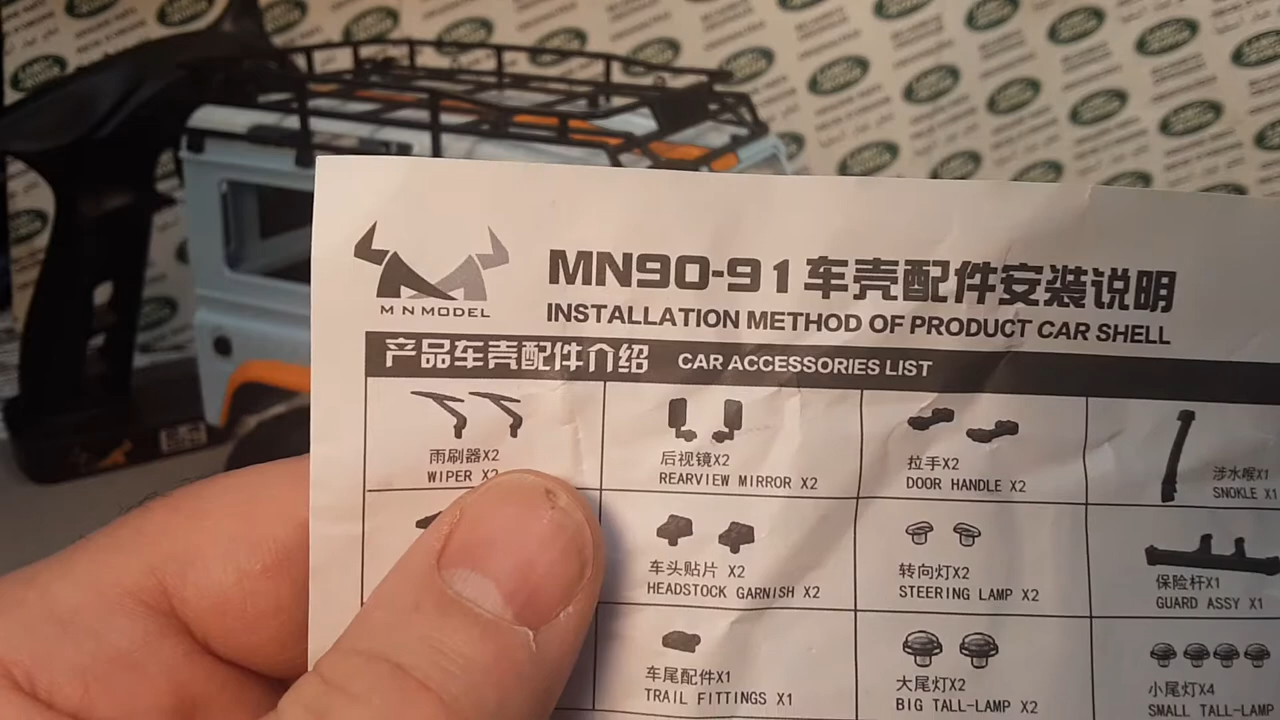 MN90-91车壳配件安装说明
MN MODEL
INSTALLATION METHOD OF PRODUCT CAR SHELL
产品车壳配件介绍 CAR ACCESSORIES LIST
雨刷器X2
WIPER X2
后视镜X2
REARVIEW MIRROR X2
拉手X2
DOOR HANDLE X2
涉水喉X1
SNOKLE X1
车头贴片 X2
HEADSTOCK GARNISH X2
转向灯X2
STEERING LAMP X2
保险杆X1
GUARD ASSY X1
车尾配件X1
TRAIL FITTINGS X1
大尾灯X2
BIG TALL-LAMP X2
小尾灯X4
SMALL TALL-LAMP